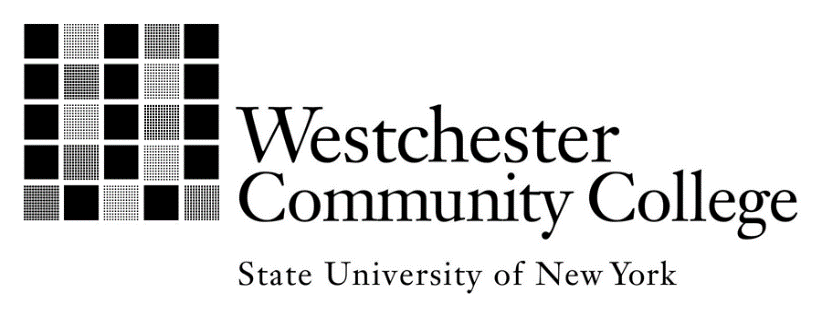 Westchester
Community College
State University of New York